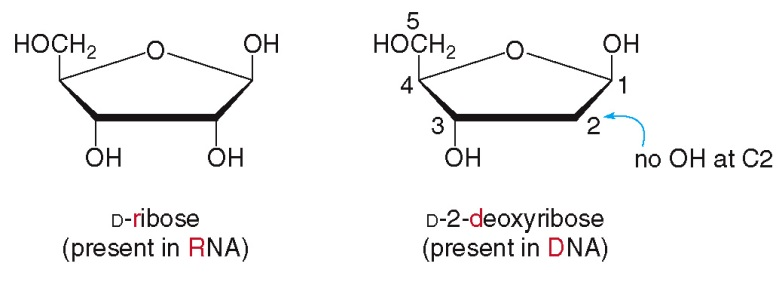 HOCH₂ O OH
OH OH
D-ribose
(present in RNA)
5
HOCH₂ O OH
4 1
3 2
OH no OH at C2
D-2-deoxyribose
(present in DNA)